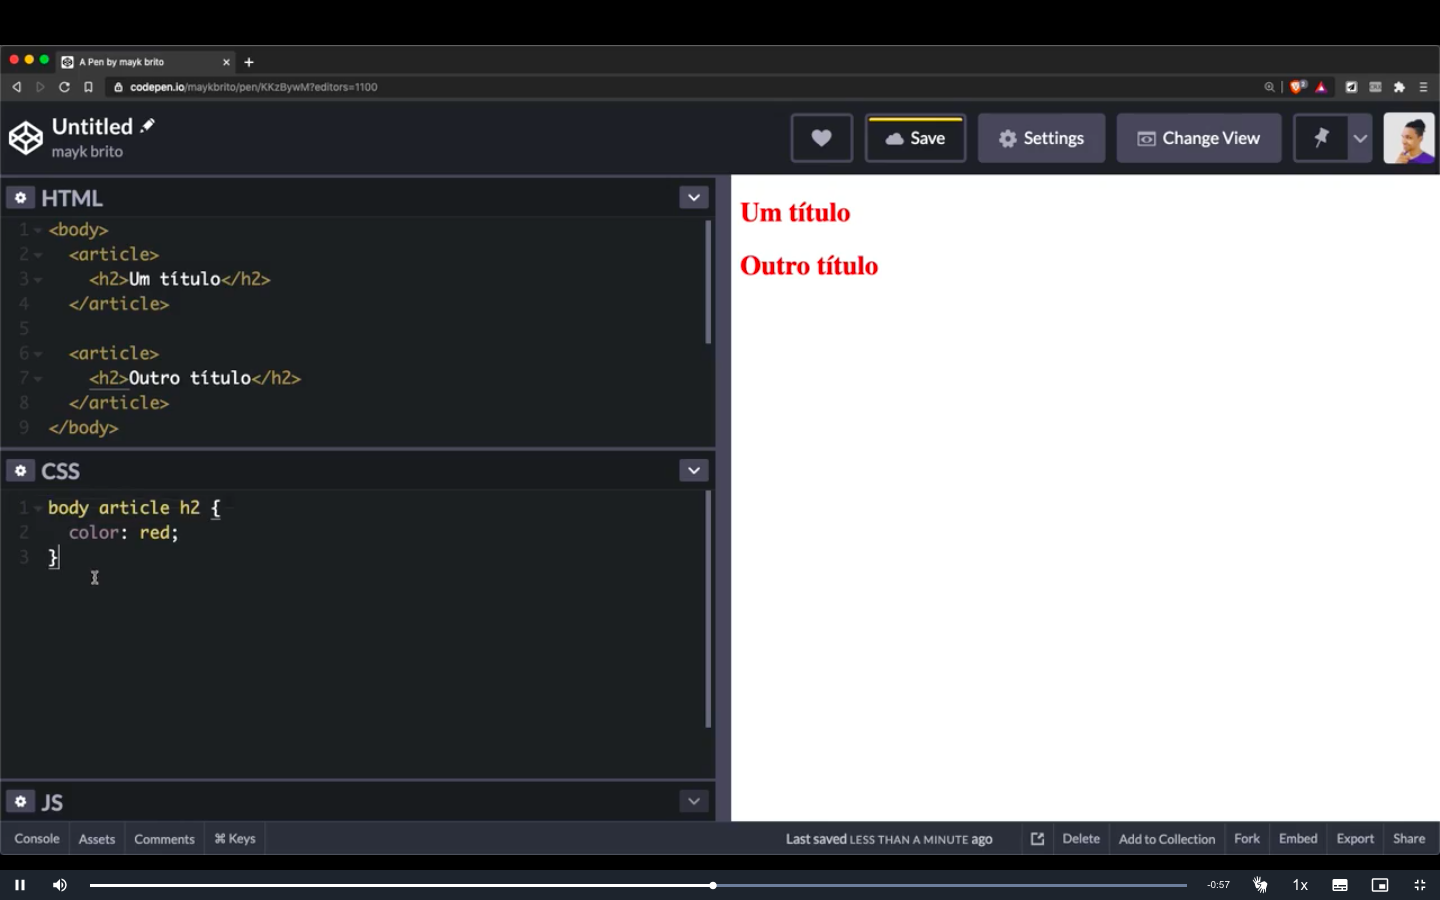 A Pen by mayk brito
codepen.io/maykbrito/pen/KKzBywM?editors=1100
Untitled
mayk brito
Save
Settings
Change View
HTML
1 <body>
2 <article>
3 <h2>Um título</h2>
4 </article>
5
6 <article>
7 <h2>Outro título</h2>
8 </article>
9 </body>
CSS
1 body article h2 {
2 color: red;
3 }
JS
Um título
Outro título
Console Assets Comments ⌘ Keys Last saved LESS THAN A MINUTE ago Delete Add to Collection Fork Embed Export Share
-0:57 1x